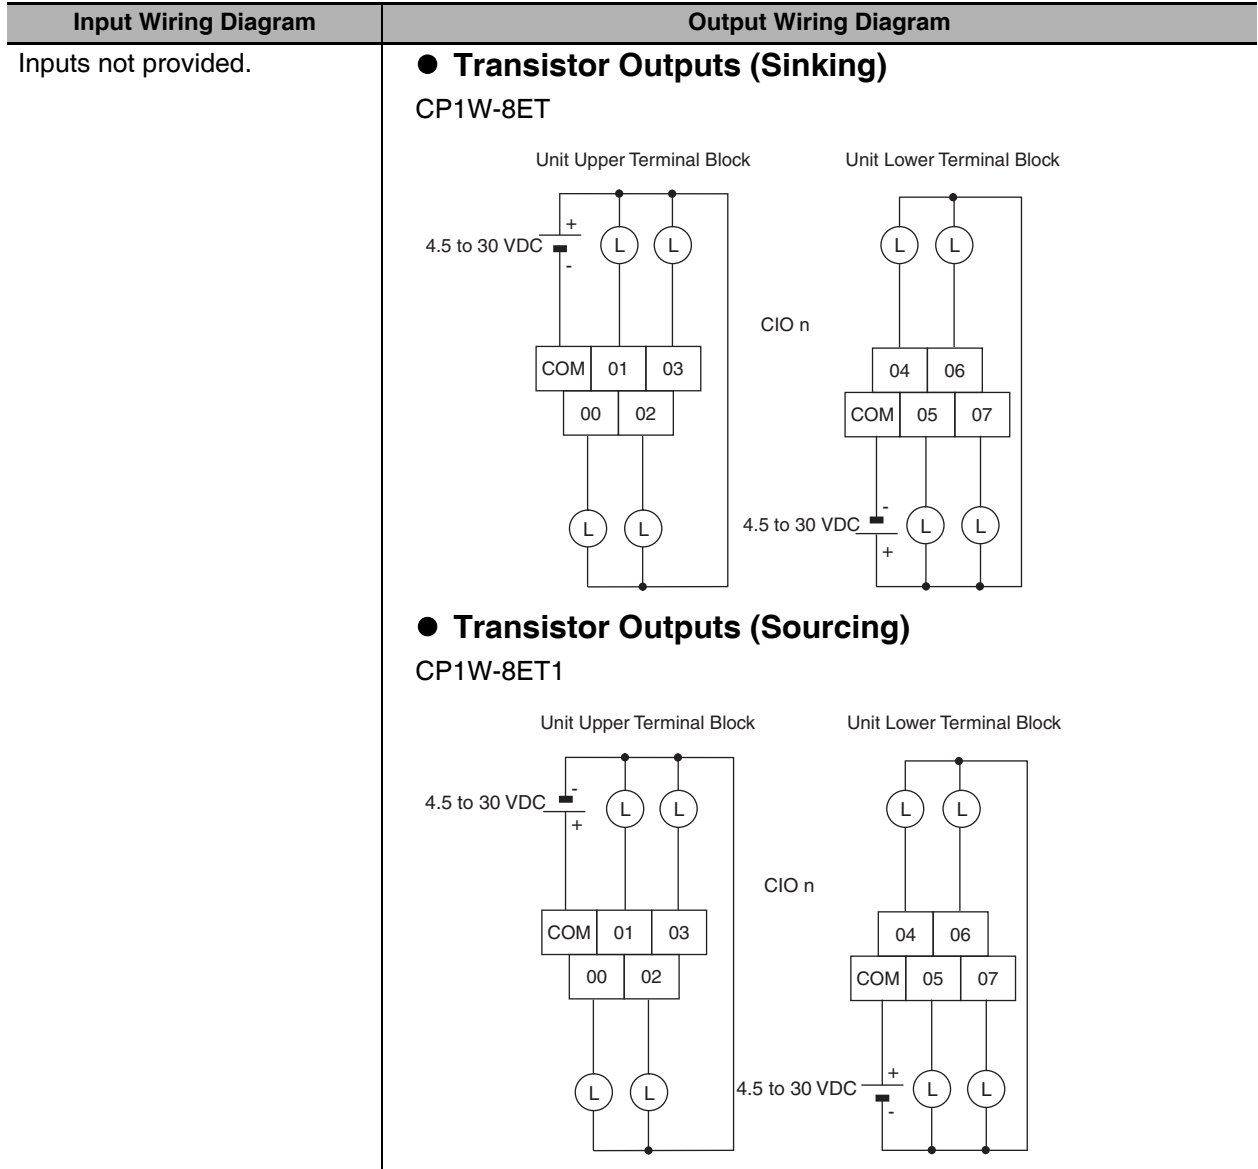 Input Wiring Diagram
Output Wiring Diagram
Inputs not provided.
● Transistor Outputs (Sinking)
CP1W-8ET
Unit Upper Terminal Block
Unit Lower Terminal Block
+
4.5 to 30 VDC
-
L
L
L
L
CIO n
COM 01 03
00 02
04 06
COM 05 07
L
L
4.5 to 30 VDC
-
+
L
L
● Transistor Outputs (Sourcing)
CP1W-8ET1
Unit Upper Terminal Block
Unit Lower Terminal Block
-
4.5 to 30 VDC
+
L
L
L
L
CIO n
COM 01 03
00 02
04 06
COM 05 07
L
L
4.5 to 30 VDC
+
-
L
L